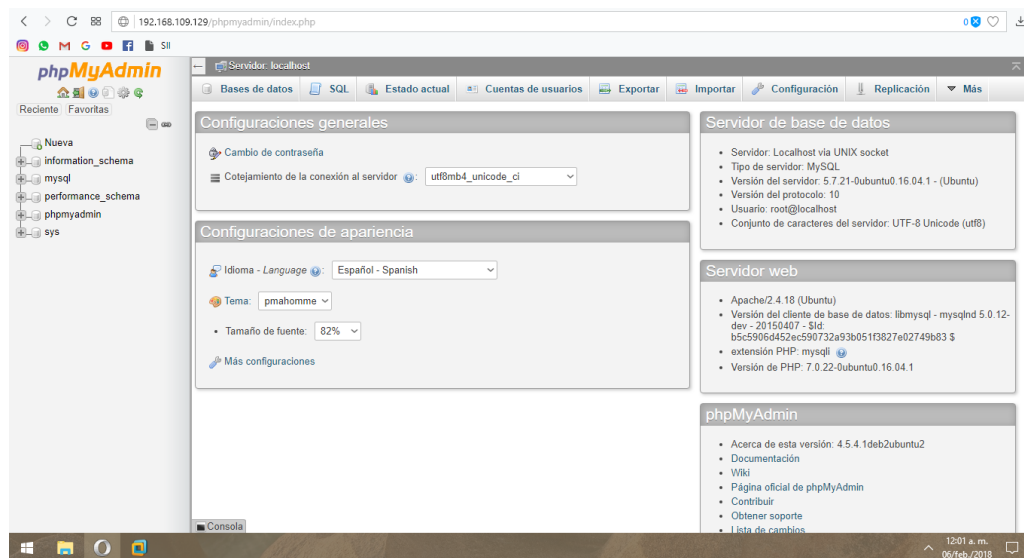 192.168.109.129/phpmyadmin/index.php
0
SII
phpMyAdmin
Reciente Favoritas
Nueva
information_schema
mysql
performance_schema
phpmyadmin
sys
Servidor: localhost
Bases de datos SQL Estado actual Cuentas de usuarios Exportar Importar Configuración Replicación Más
Configuraciones generales
Cambio de contraseña
Cotejamiento de la conexión al servidor : utf8mb4_unicode_ci
Configuraciones de apariencia
Idioma - Language : Español - Spanish
Tema: pmahomme
• Tamaño de fuente: 82%
Más configuraciones
Servidor de base de datos
• Servidor: Localhost via UNIX socket
• Tipo de servidor: MySQL
• Versión del servidor: 5.7.21-0ubuntu0.16.04.1 - (Ubuntu)
• Versión del protocolo: 10
• Usuario: root@localhost
• Conjunto de caracteres del servidor: UTF-8 Unicode (utf8)
Servidor web
• Apache/2.4.18 (Ubuntu)
• Versión del cliente de base de datos: libmysql - mysqlnd 5.0.12-
dev - 20150407 - $Id:
b5c5906d452ec590732a93b051f3827e02749b83 $
• extensión PHP: mysqli
• Versión de PHP: 7.0.22-0ubuntu0.16.04.1
phpMyAdmin
• Acerca de esta versión: 4.5.4.1deb2ubuntu2
• Documentación
• Wiki
• Página oficial de phpMyAdmin
• Contribuir
• Obtener soporte
• Lista de cambios
Consola
12:01 a. m.
06/feb./2018